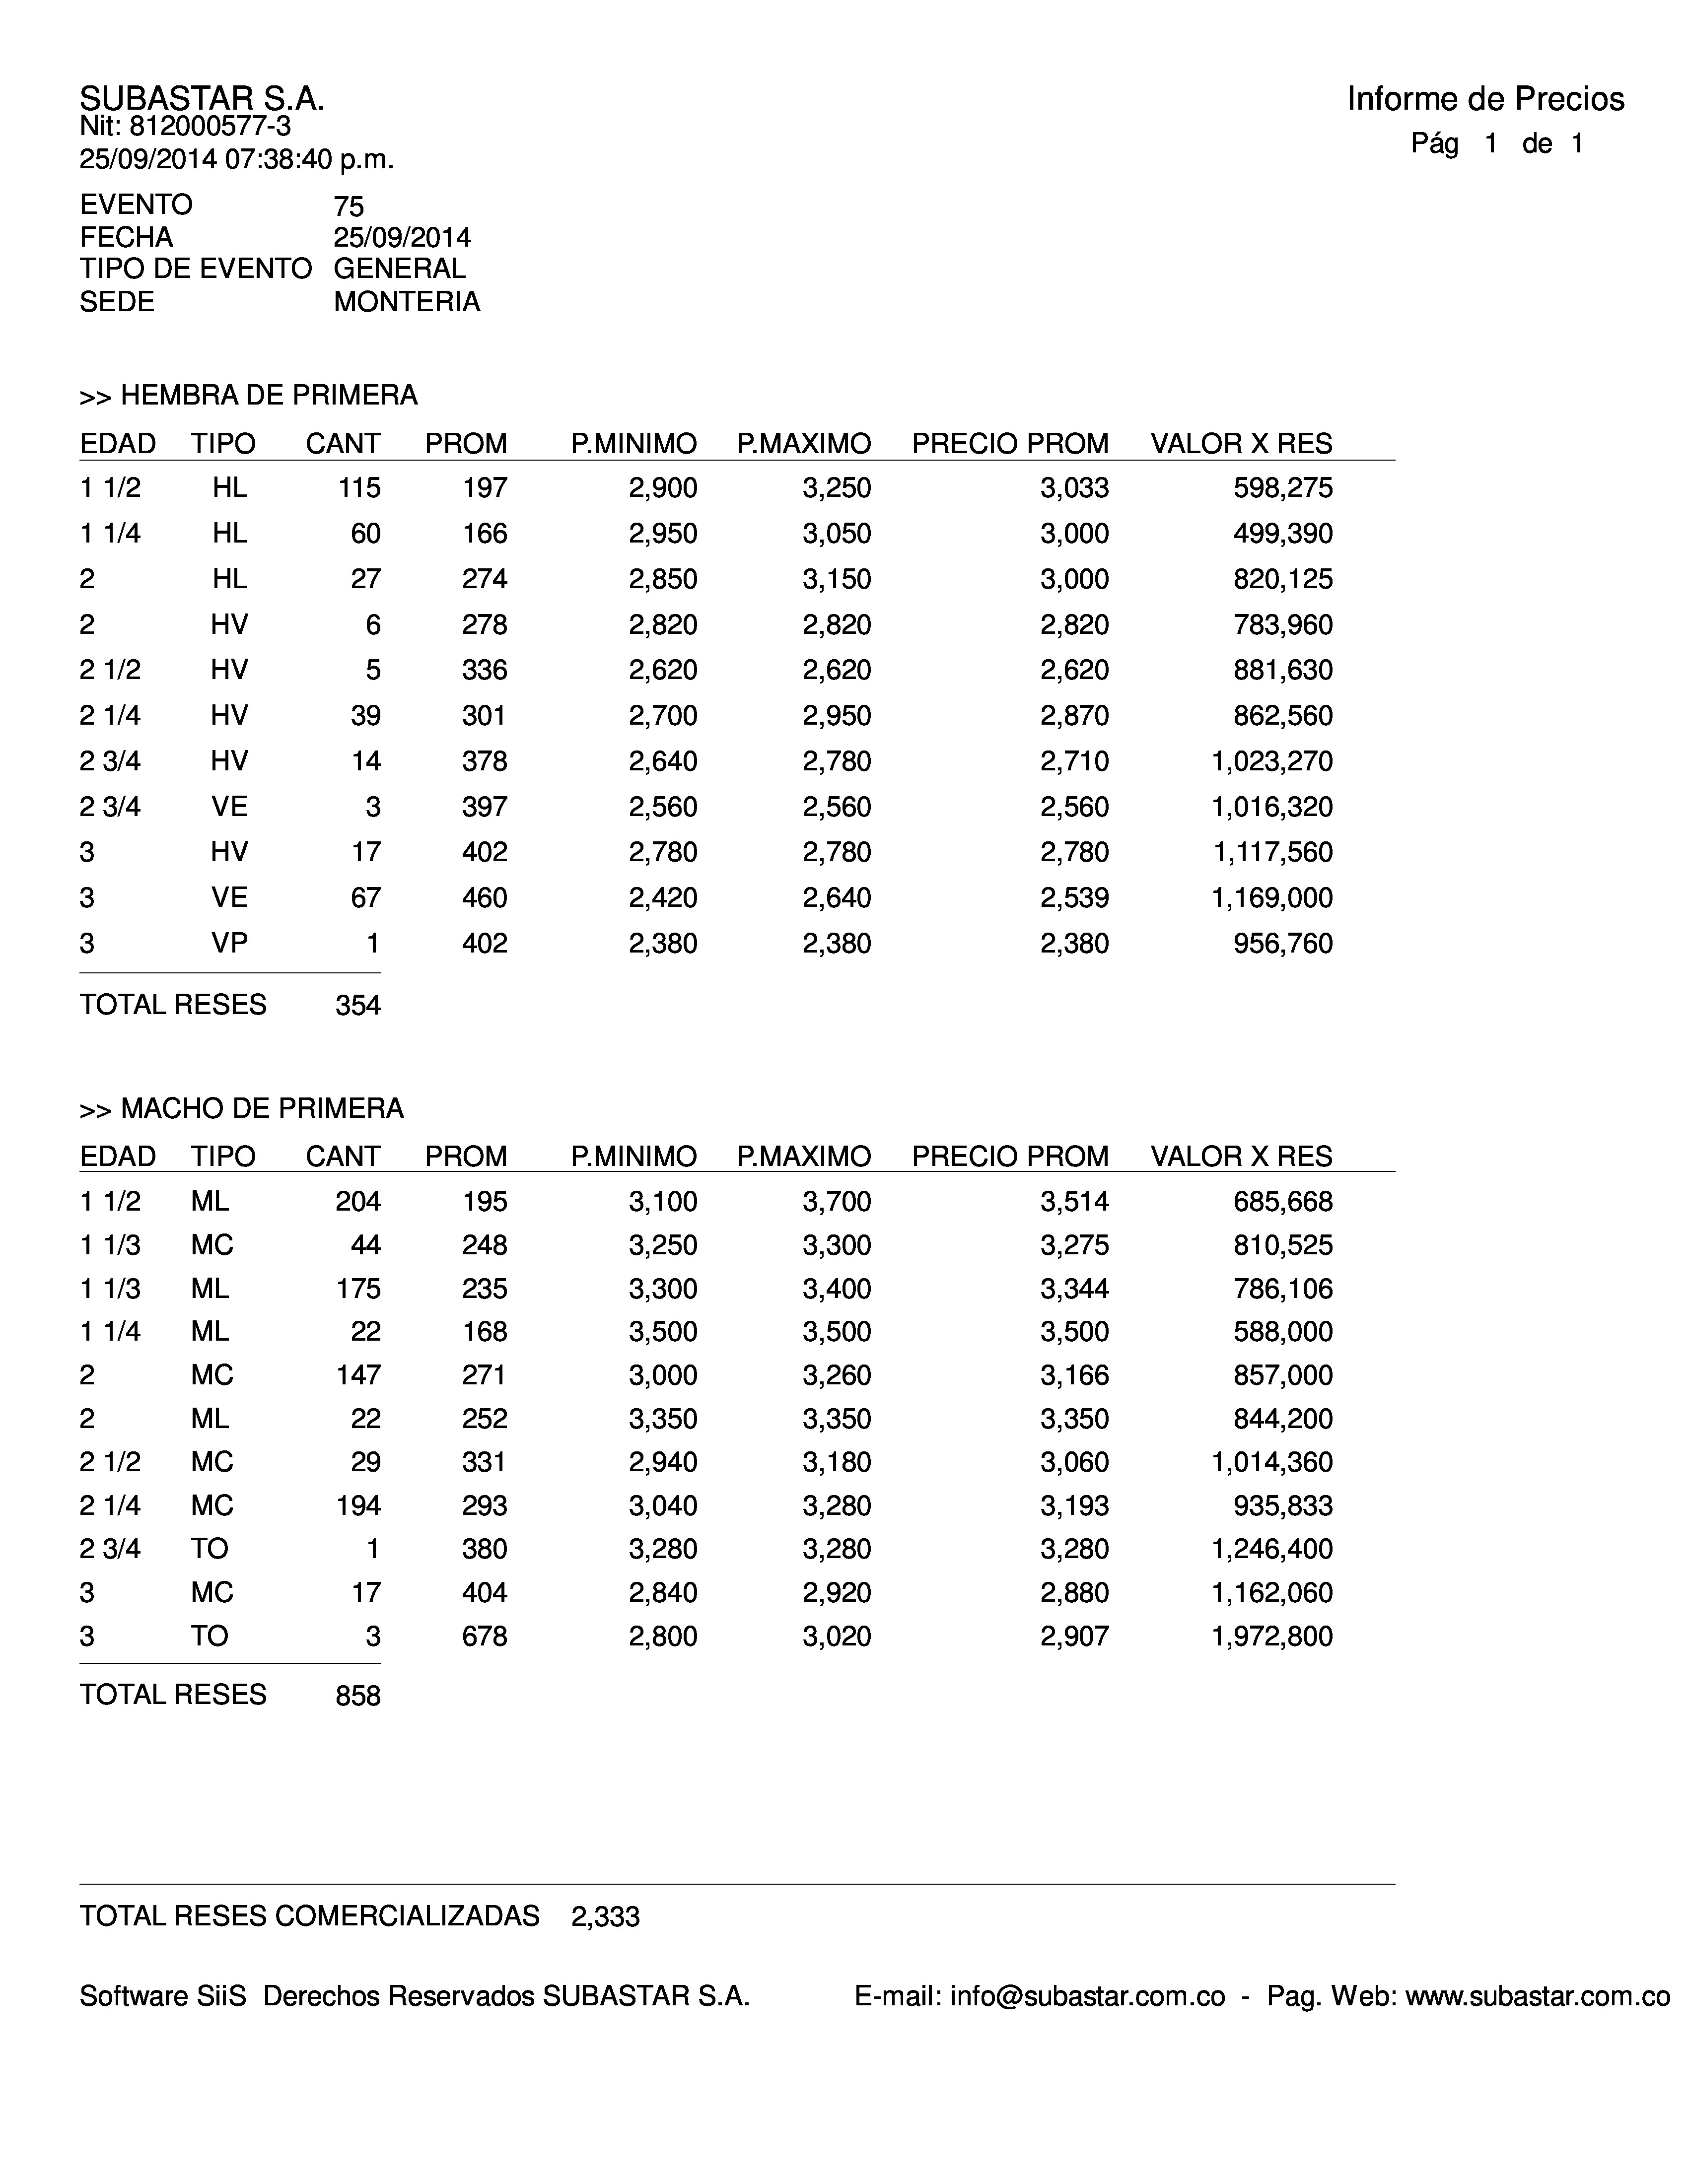 SUBASTAR S.A.
Informe de Precios
Nit: 812000577-3
Pág 1 de 1
25/09/2014 07:38:40 p.m.
EVENTO 75
FECHA 25/09/2014
TIPO DE EVENTO GENERAL
SEDE MONTERIA
>> HEMBRA DE PRIMERA
EDAD TIPO CANT PROM P.MINIMO P.MAXIMO PRECIO PROM VALOR X RES
1 1/2 HL 115 197 2,900 3,250 3,033 598,275
1 1/4 HL 60 166 2,950 3,050 3,000 499,390
2 HL 27 274 2,850 3,150 3,000 820,125
2 HV 6 278 2,820 2,820 2,820 783,960
2 1/2 HV 5 336 2,620 2,620 2,620 881,630
2 1/4 HV 39 301 2,700 2,950 2,870 862,560
2 3/4 HV 14 378 2,640 2,780 2,710 1,023,270
2 3/4 VE 3 397 2,560 2,560 2,560 1,016,320
3 HV 17 402 2,780 2,780 2,780 1,117,560
3 VE 67 460 2,420 2,640 2,539 1,169,000
3 VP 1 402 2,380 2,380 2,380 956,760
TOTAL RESES 354
>> MACHO DE PRIMERA
EDAD TIPO CANT PROM P.MINIMO P.MAXIMO PRECIO PROM VALOR X RES
1 1/2 ML 204 195 3,100 3,700 3,514 685,668
1 1/3 MC 44 248 3,250 3,300 3,275 810,525
1 1/3 ML 175 235 3,300 3,400 3,344 786,106
1 1/4 ML 22 168 3,500 3,500 3,500 588,000
2 MC 147 271 3,000 3,260 3,166 857,000
2 ML 22 252 3,350 3,350 3,350 844,200
2 1/2 MC 29 331 2,940 3,180 3,060 1,014,360
2 1/4 MC 194 293 3,040 3,280 3,193 935,833
2 3/4 TO 1 380 3,280 3,280 3,280 1,246,400
3 MC 17 404 2,840 2,920 2,880 1,162,060
3 TO 3 678 2,800 3,020 2,907 1,972,800
TOTAL RESES 858
TOTAL RESES COMERCIALIZADAS 2,333
Software SiiS Derechos Reservados SUBASTAR S.A. E-mail: info@subastar.com.co - Pag. Web: www.subastar.com.co